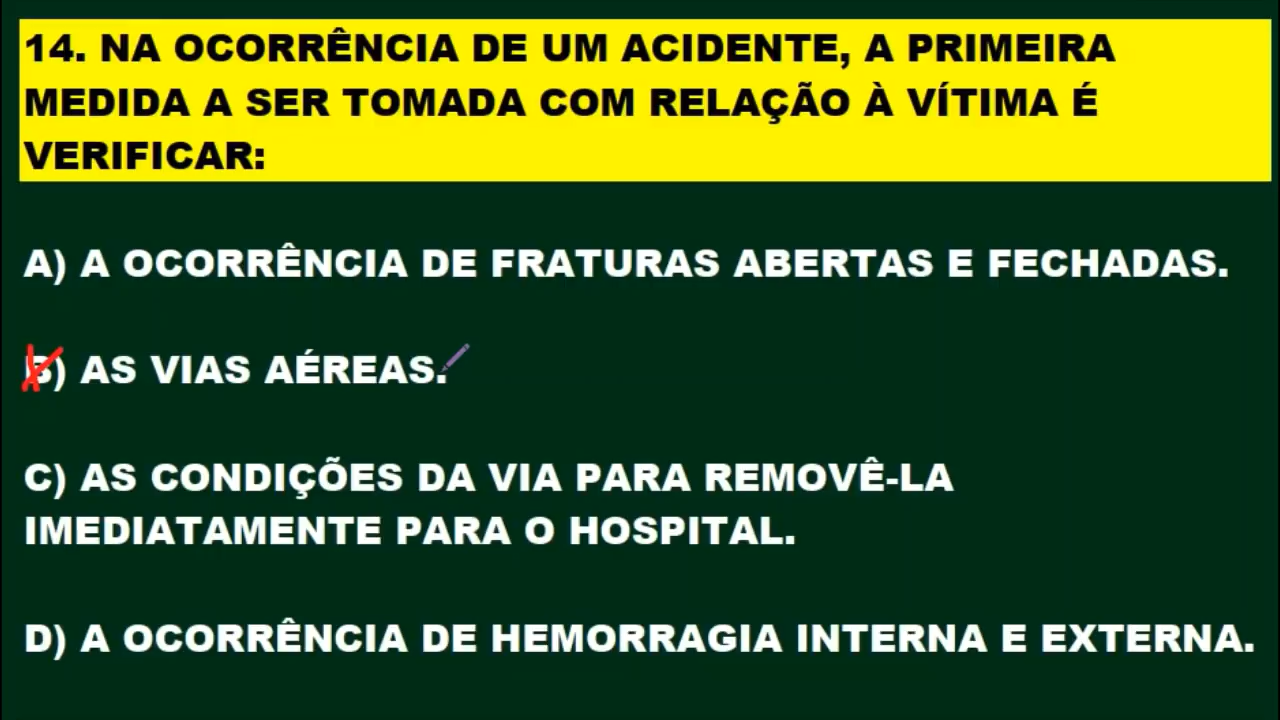 14. NA OCORRÊNCIA DE UM ACIDENTE, A PRIMEIRA
MEDIDA A SER TOMADA COM RELAÇÃO À VÍTIMA É
VERIFICAR:
A) A OCORRÊNCIA DE FRATURAS ABERTAS E FECHADAS.
B) AS VIAS AÉREAS.
C) AS CONDIÇÕES DA VIA PARA REMOVÊ-LA
IMEDIATAMENTE PARA O HOSPITAL.
D) A OCORRÊNCIA DE HEMORRAGIA INTERNA E EXTERNA.